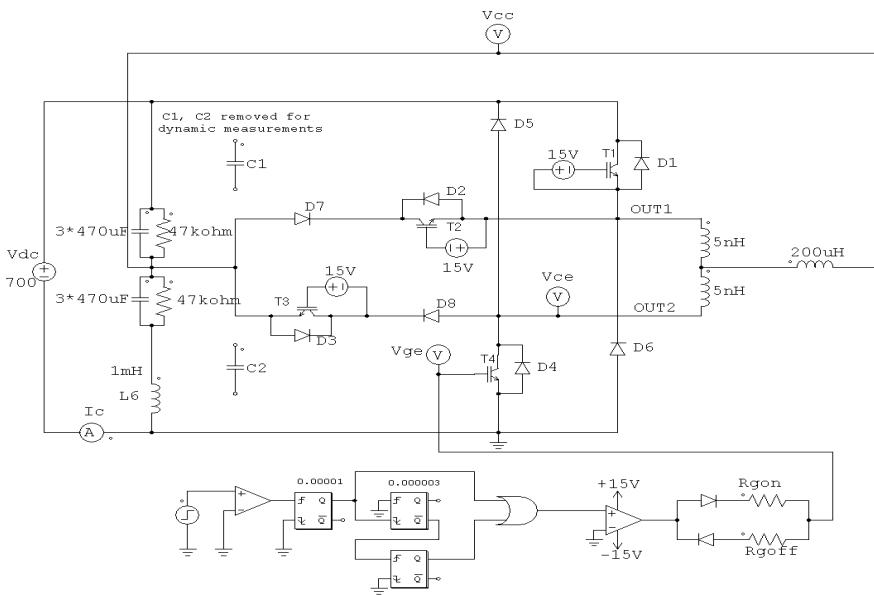 Vcc
V
C1, C2 removed for
dynamic measurements
D5
15V
T1
D1
C1
D7
D2
T2
15V
OUT1
3*470uF
47kohm
5nH
200uH
Vdc
700
15V
Vce
V
3*470uF
47kohm
T3
D8
5nH
OUT2
D3
Vge
V
T4
D4
D6
1mH
L6
C2
Ic
A
0.00001
0.000003
Q
Q
Q
Q
Q
Q
+15V
-15V
Rgon
Rgoff